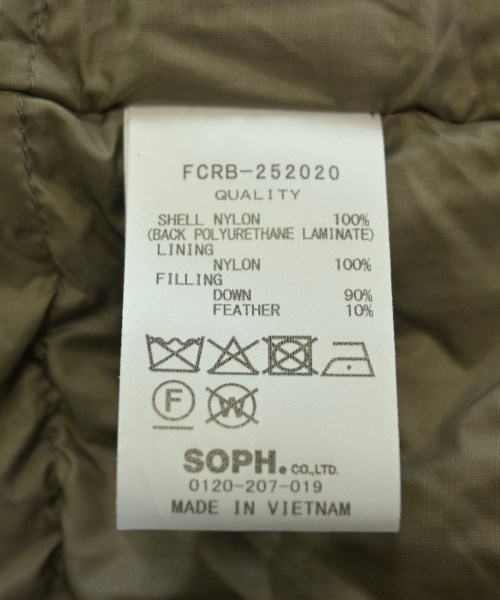 FCRB-252020
QUALITY
SHELL NYLON 100%
(BACK POLYURETHANE LAMINATE)
LINING
NYLON 100%
FILLING
DOWN 90%
FEATHER 10%
F W
SOPH. CO.,LTD.
0120-207-019
MADE IN VIETNAM